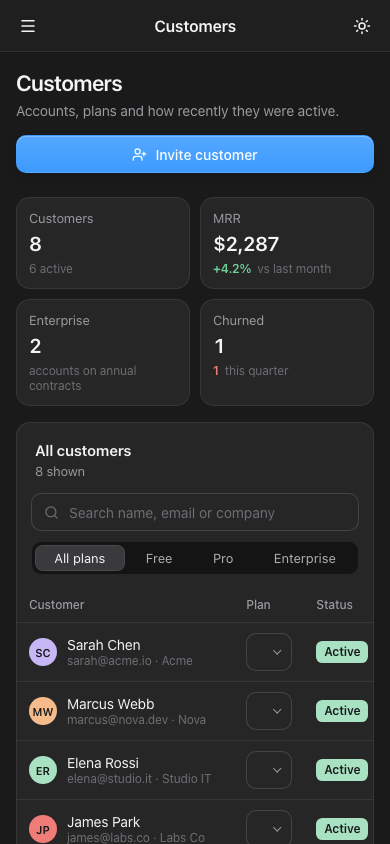 Customers
Customers
Accounts, plans and how recently they were active.
Invite customer
Customers
8
6 active
MRR
$2,287
+4.2% vs last month
Enterprise
2
accounts on annual
contracts
Churned
1
1 this quarter
All customers
8 shown
Search name, email or company
All plans Free Pro Enterprise
Customer Plan Status
SC Sarah Chen Active
sarah@acme.io · Acme
MW Marcus Webb Active
marcus@nova.dev · Nova
ER Elena Rossi Active
elena@studio.it · Studio IT
JP James Park Active
james@labs.co · Labs Co